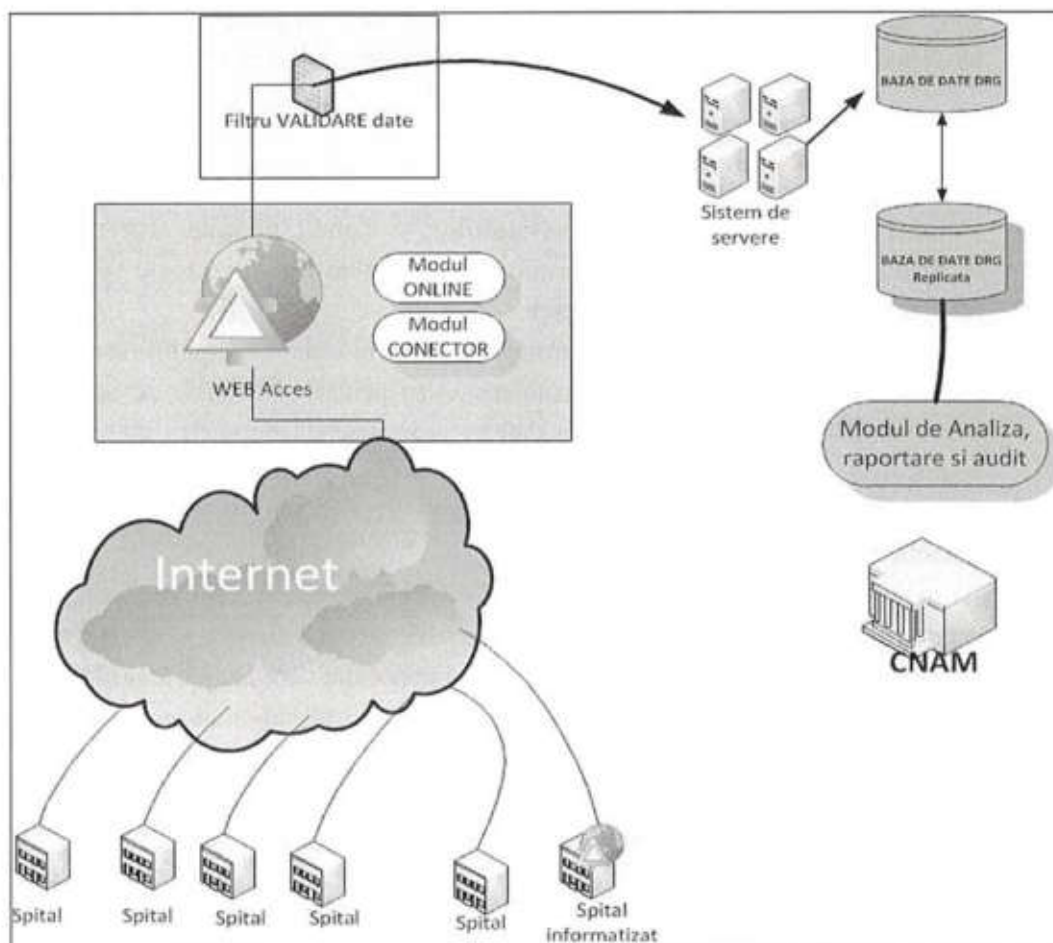 Filtru VALIDARE date
BAZA DE DATE DRG
Sistem de
servere
BAZA DE DATE DRG
Replicata
Modul
ONLINE
Modul
CONECTOR
WEB Acces
Modul de Analiza,
raportare si audit
Internet
CNAM
Spital
Spital
Spital
Spital
Spital
Spital
informatizat